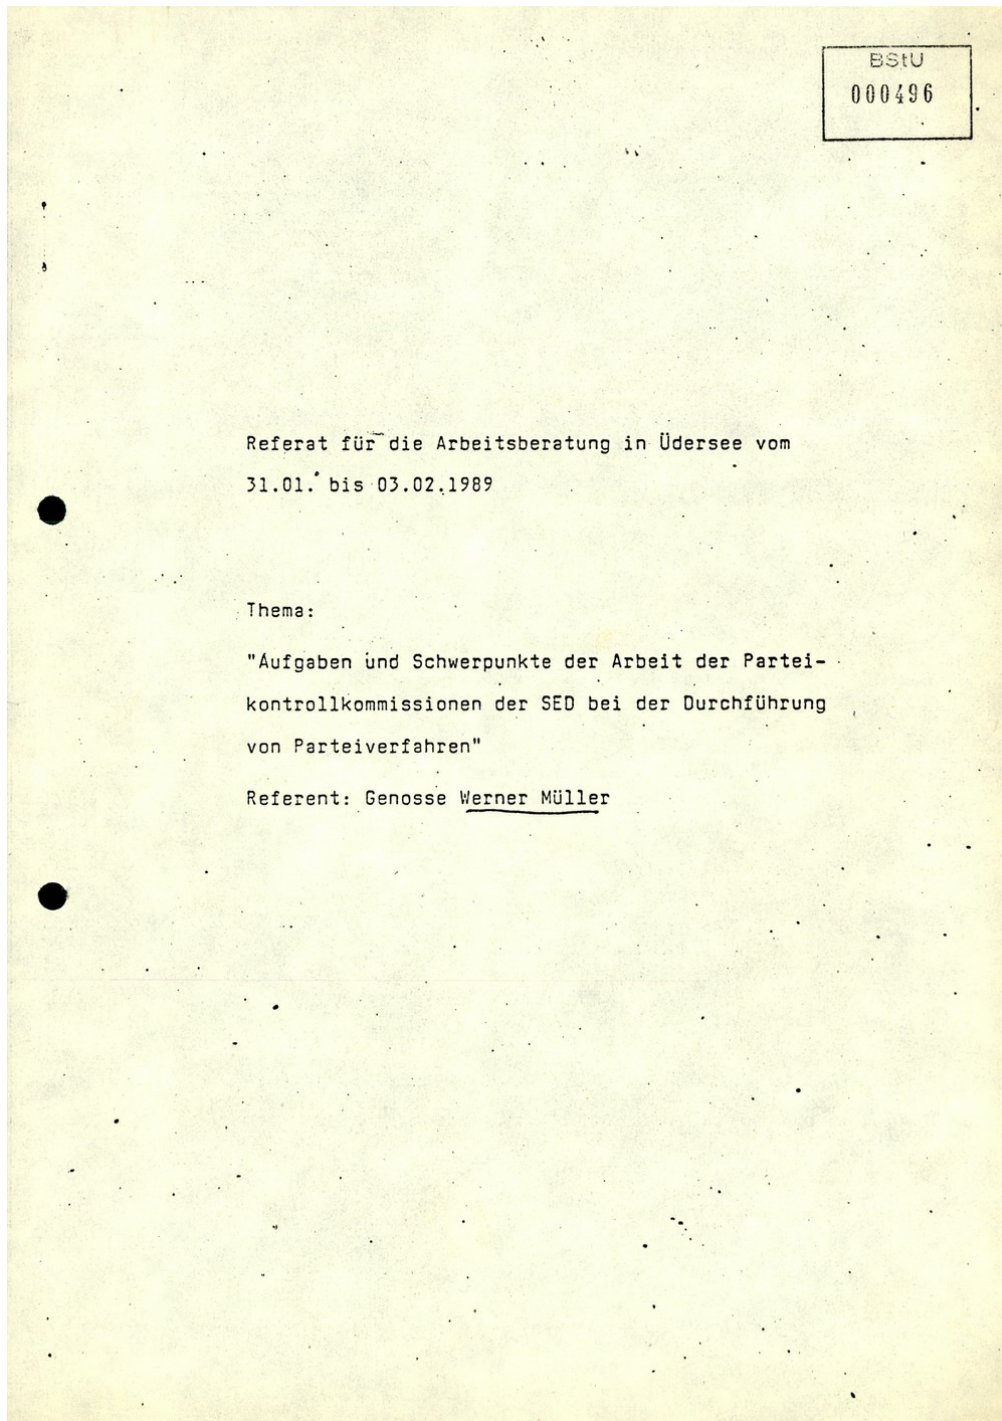 BStU
000496
Referat für die Arbeitsberatung in Üdersee vom
31.01. bis 03.02.1989
Thema:
"Aufgaben und Schwerpunkte der Arbeit der Partei-
kontrollkommissionen der SED bei der Durchführung
von Parteiverfahren"
Referent: Genosse Werner Müller